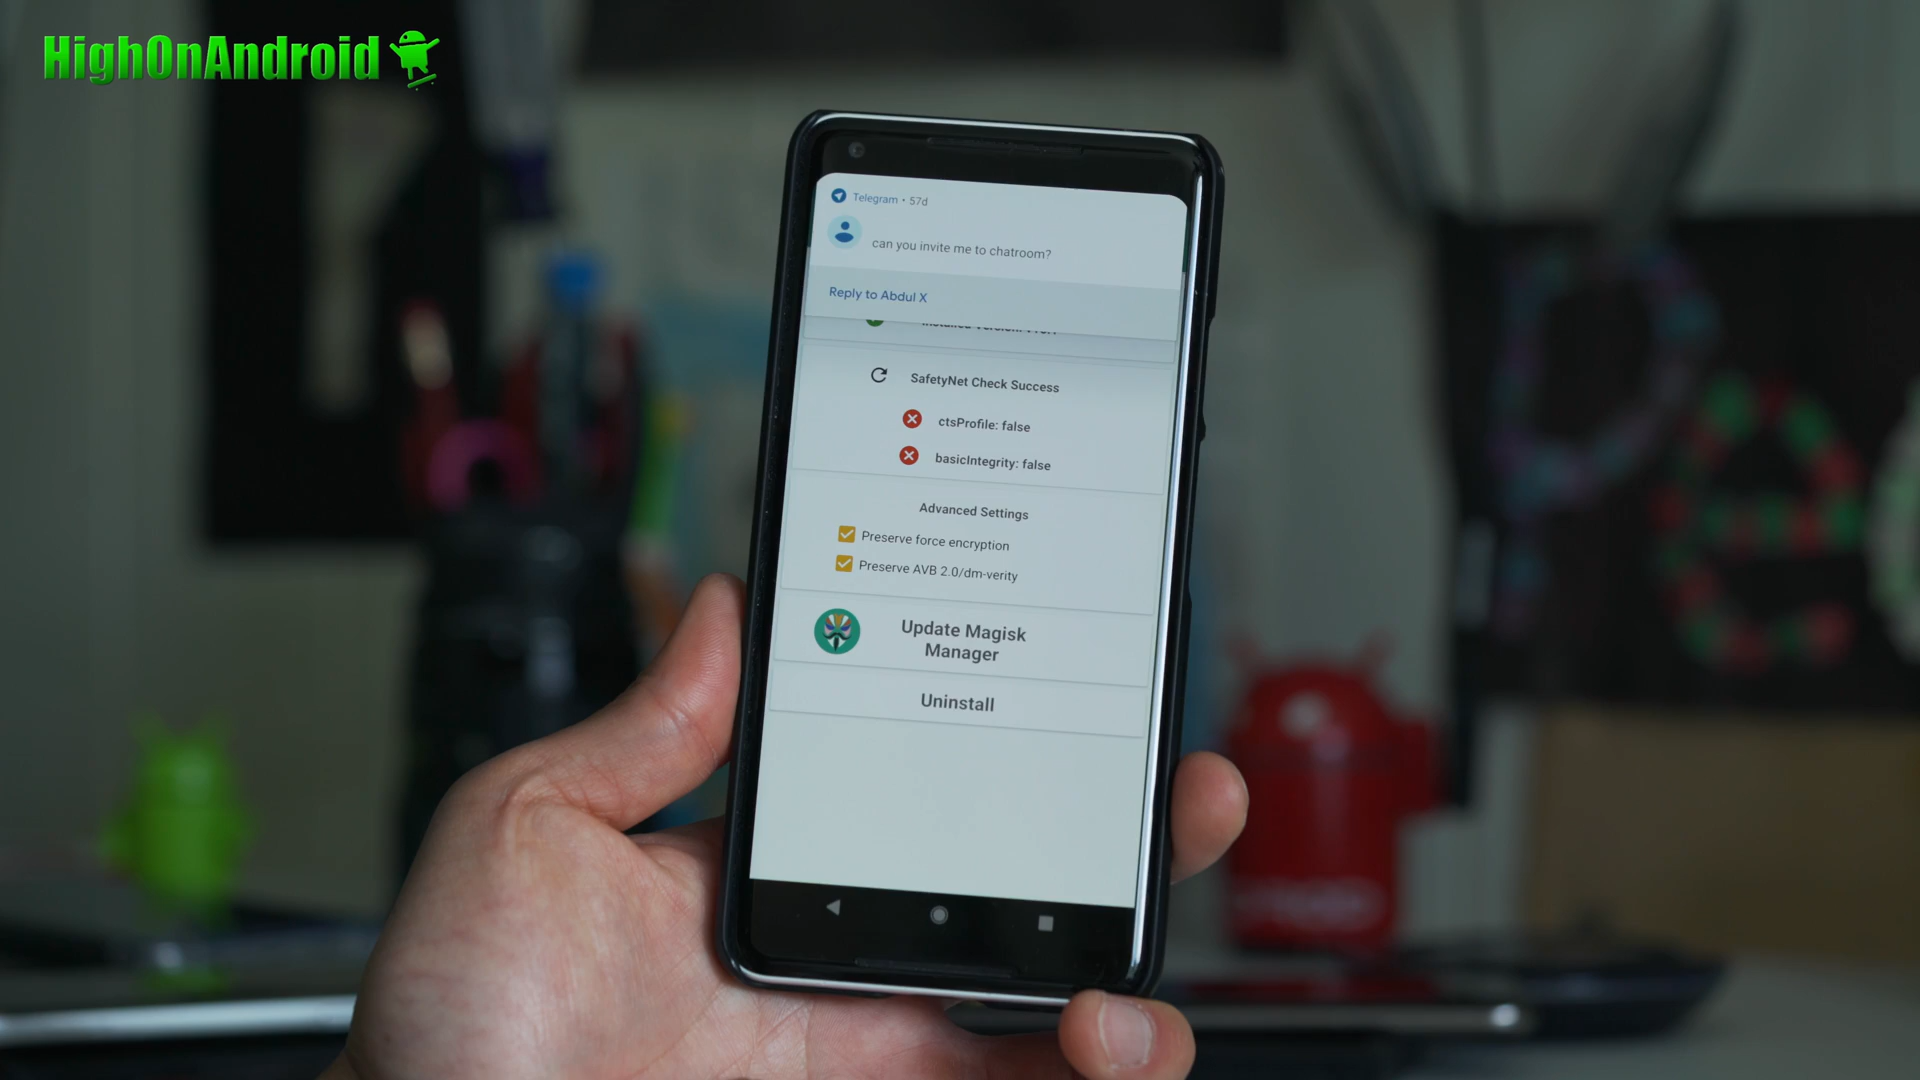 HighOnAndroid
Telegram • 57d
can you invite me to chatroom?
Reply to Abdul X
SafetyNet Check Success
ctsProfile: false
basicIntegrity: false
Advanced Settings
Preserve force encryption
Preserve AVB 2.0/dm-verity
Update Magisk
Manager
Uninstall